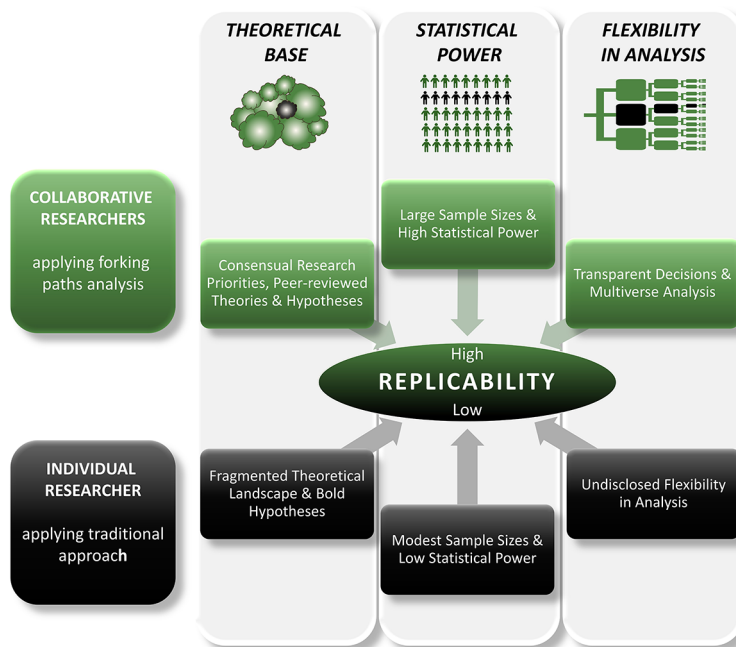 THEORETICAL
BASE
STATISTICAL
POWER
FLEXIBILITY
IN ANALYSIS
COLLABORATIVE
RESEARCHERS
applying forking
paths analysis
Consensual Research
Priorities, Peer-reviewed
Theories & Hypotheses
Large Sample Sizes &
High Statistical Power
Transparent Decisions &
Multiverse Analysis
High
REPLICABILITY
Low
INDIVIDUAL
RESEARCHER
applying traditional
approach
Fragmented Theoretical
Landscape & Bold
Hypotheses
Modest Sample Sizes &
Low Statistical Power
Undisclosed Flexibility
in Analysis